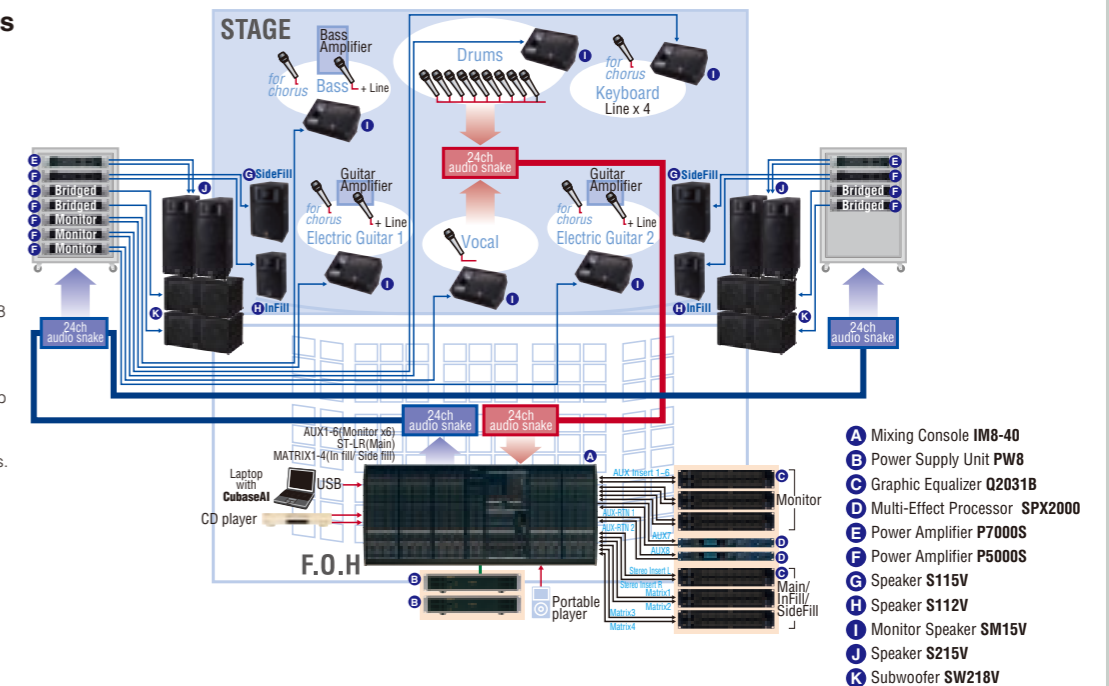 s
STAGE
Bass
Amplifier
for
chorus
Bass
+ Line
I
Drums
I
for
chorus
Keyboard
Line x 4
I
24ch
audio snake
E
F
F Bridged
F Bridged
F Monitor
F Monitor
F Monitor
J
G SideFill
H InFill
K
Guitar
Amplifier
for
chorus
+ Line
Electric Guitar 1
I
Vocal
I
Guitar
Amplifier
for
chorus
+ Line
Electric Guitar 2
I
G SideFill
J
H InFill
K
E
F
Bridged F
Bridged F
8
24ch
audio snake
24ch
audio snake
s.
24ch
audio snake
24ch
audio snake
AUX1-6(Monitor x6)
ST-LR(Main)
MATRIX1-4(In fill/ Side fill)
A
Laptop
with
CubaseAI
USB
CD player
F.O.H
B
B
Portable
player
AUX Insert 1–6
AUX-RTN 1
AUX-RTN 2
AUX7
AUX8
Stereo Insert L
Stereo Insert R
Matrix1
Matrix2
Matrix3
Matrix4
C
Monitor
D
D
C
Main/
InFill/
SideFill
A Mixing Console IM8-40
B Power Supply Unit PW8
C Graphic Equalizer Q2031B
D Multi-Effect Processor SPX2000
E Power Amplifier P7000S
F Power Amplifier P5000S
G Speaker S115V
H Speaker S112V
I Monitor Speaker SM15V
J Speaker S215V
K Subwoofer SW218V